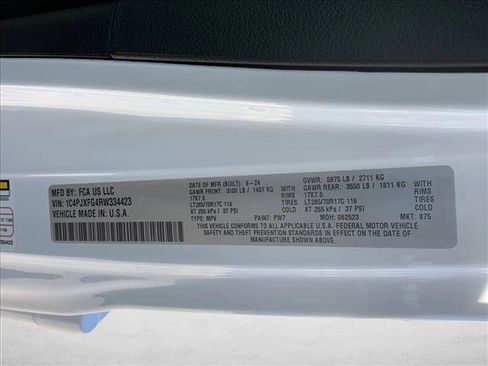 MFD BY: FCA US LLC
VIN: 1C4PJXFG4RW334423
VEHICLE MADE IN: U.S.A.
DATE OF MFR (BUILT): 6-24
GAWR FRONT: 3100 LB / 1407 KG WITH
17X7.5 RIMS
LT285/70R17C 116 TIRES
AT 255 kPa / 37 PSI COLD
TYPE: MPV PAINT: PW7
GVWR: 5975 LB / 2711 KG
GAWR REAR: 3550 LB / 1611 KG WITH
17X7.5 RIMS
LT285/70R17C 116 TIRES
AT 255 kPa / 37 PSI COLD
MDH: 062523 MKT: 875
THIS VEHICLE CONFORMS TO ALL APPLICABLE U.S.A. FEDERAL MOTOR VEHICLE
SAFETY STANDARDS AND THEFT PREVENTION STANDARDS IN EFFECT ON THE
DATE OF MANUFACTURE SHOWN ABOVE.